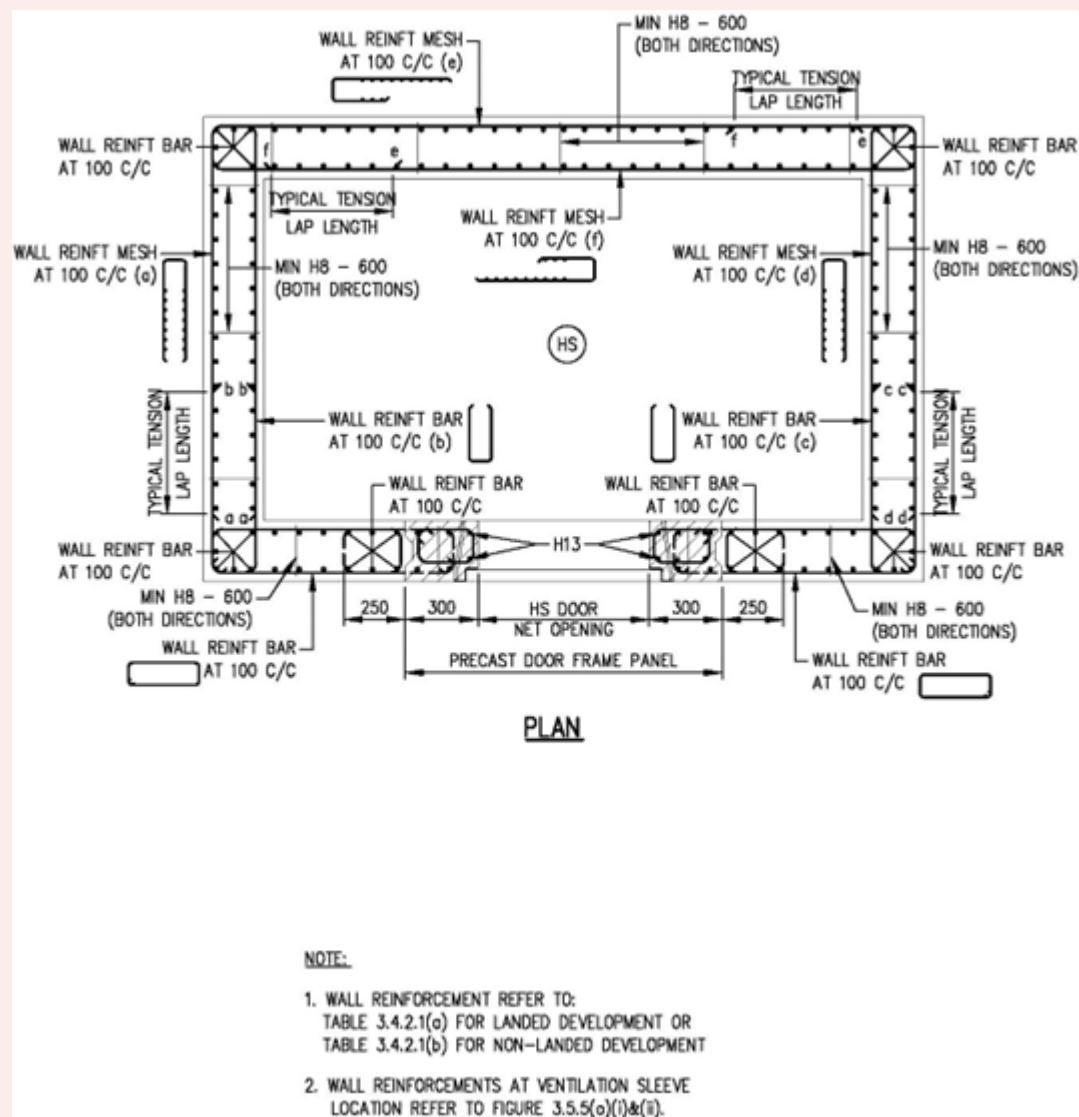 MIN H8 - 600
(BOTH DIRECTIONS)
WALL REINFT MESH
AT 100 C/C (e)
TYPICAL TENSION
LAP LENGTH
WALL REINFT BAR
AT 100 C/C
f
e
f
e
WALL REINFT BAR
AT 100 C/C
TYPICAL TENSION
LAP LENGTH
WALL REINFT MESH
AT 100 C/C (f)
WALL REINFT MESH
AT 100 C/C (a)
MIN H8 - 600
(BOTH DIRECTIONS)
WALL REINFT MESH
AT 100 C/C (d)
MIN H8 - 600
(BOTH DIRECTIONS)
HS
TYPICAL TENSION
LAP LENGTH
b b
WALL REINFT BAR
AT 100 C/C (b)
WALL REINFT BAR
AT 100 C/C (c)
c c
TYPICAL TENSION
LAP LENGTH
WALL REINFT BAR
AT 100 C/C
WALL REINFT BAR
AT 100 C/C
a a
d d
WALL REINFT BAR
AT 100 C/C
H13
WALL REINFT BAR
AT 100 C/C
MIN H8 - 600
(BOTH DIRECTIONS)
250
300
HS DOOR
NET OPENING
300
250
MIN H8 - 600
(BOTH DIRECTIONS)
WALL REINFT BAR
AT 100 C/C
PRECAST DOOR FRAME PANEL
WALL REINFT BAR
AT 100 C/C
PLAN
NOTE:
1. WALL REINFORCEMENT REFER TO:
TABLE 3.4.2.1(a) FOR LANDED DEVELOPMENT OR
TABLE 3.4.2.1(b) FOR NON-LANDED DEVELOPMENT
2. WALL REINFORCEMENTS AT VENTILATION SLEEVE
LOCATION REFER TO FIGURE 3.5.5(a)(i)&(ii).